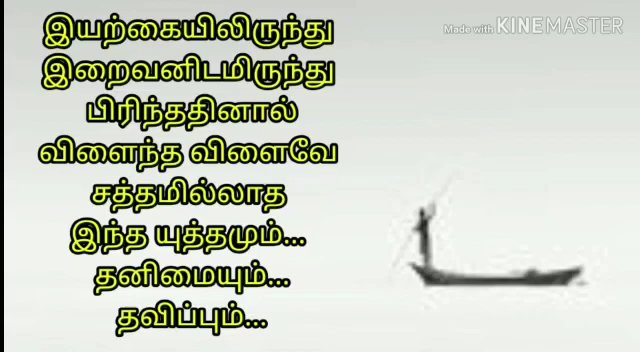 Made with KINEMASTER
இயற்கையிலிருந்து
இறைவனிடமிருந்து
பிரிந்ததினால்
விளைந்த விளைவே
சத்தமில்லாத
இந்த யுத்தமும்...
தனிமையும்...
தவிப்பும்...